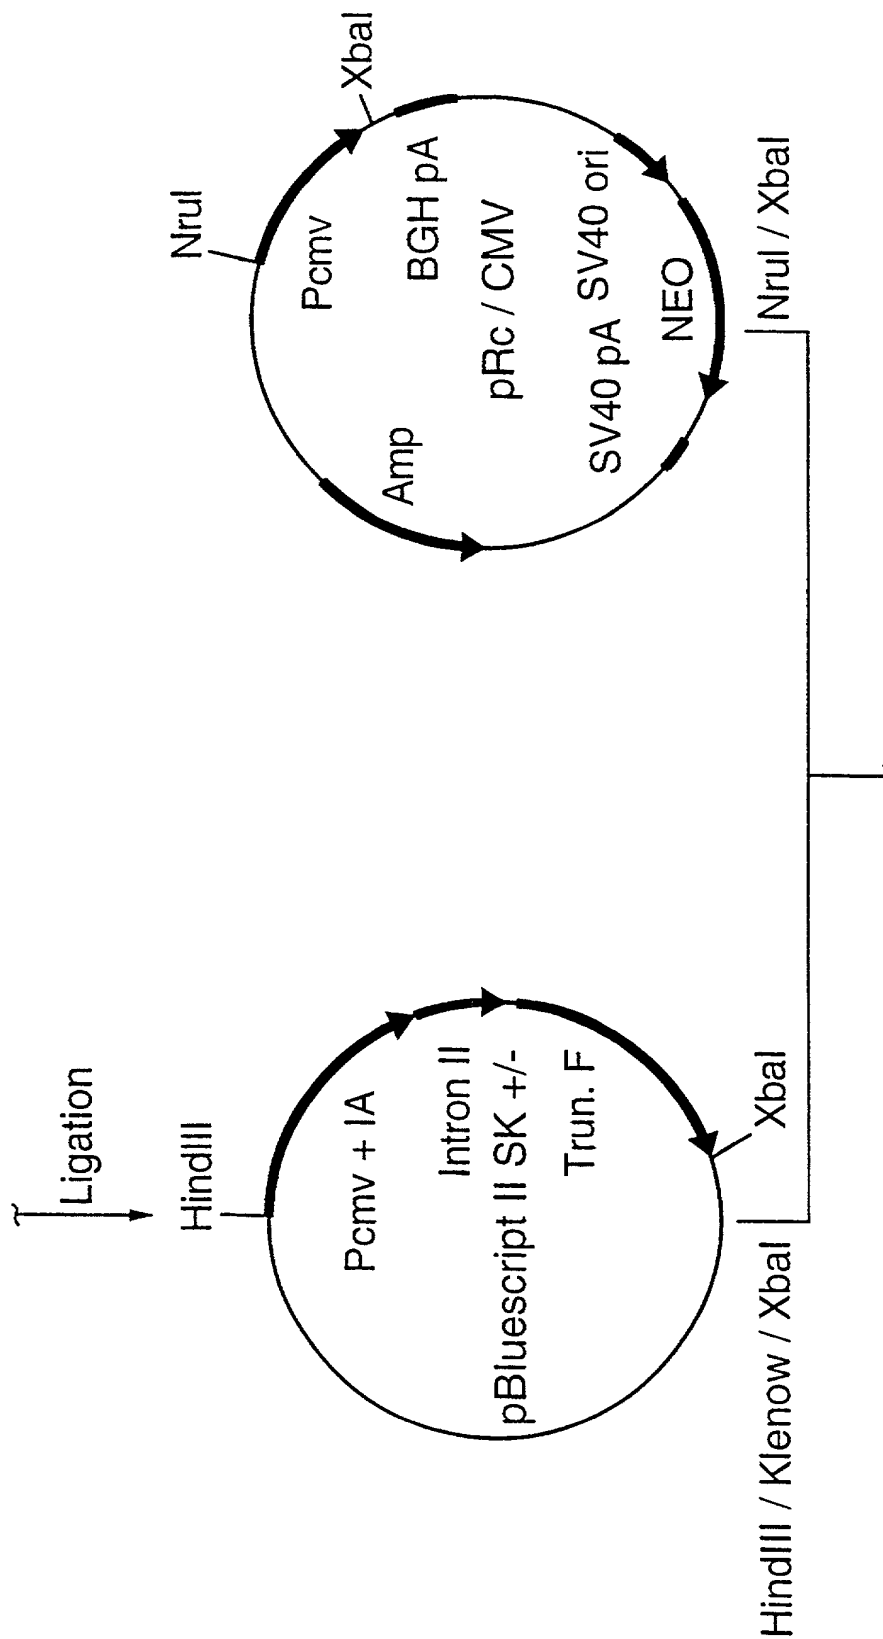 Ligation
HindIII
Pcmv + IA
Intron II
pBluescript II SK +/-
Trun. F
XbaI
HindIII / Klenow / XbaI
NruI
XbaI
Pcmv
Amp
BGH pA
pRc / CMV
SV40 pA SV40 ori
NEO
NruI / XbaI